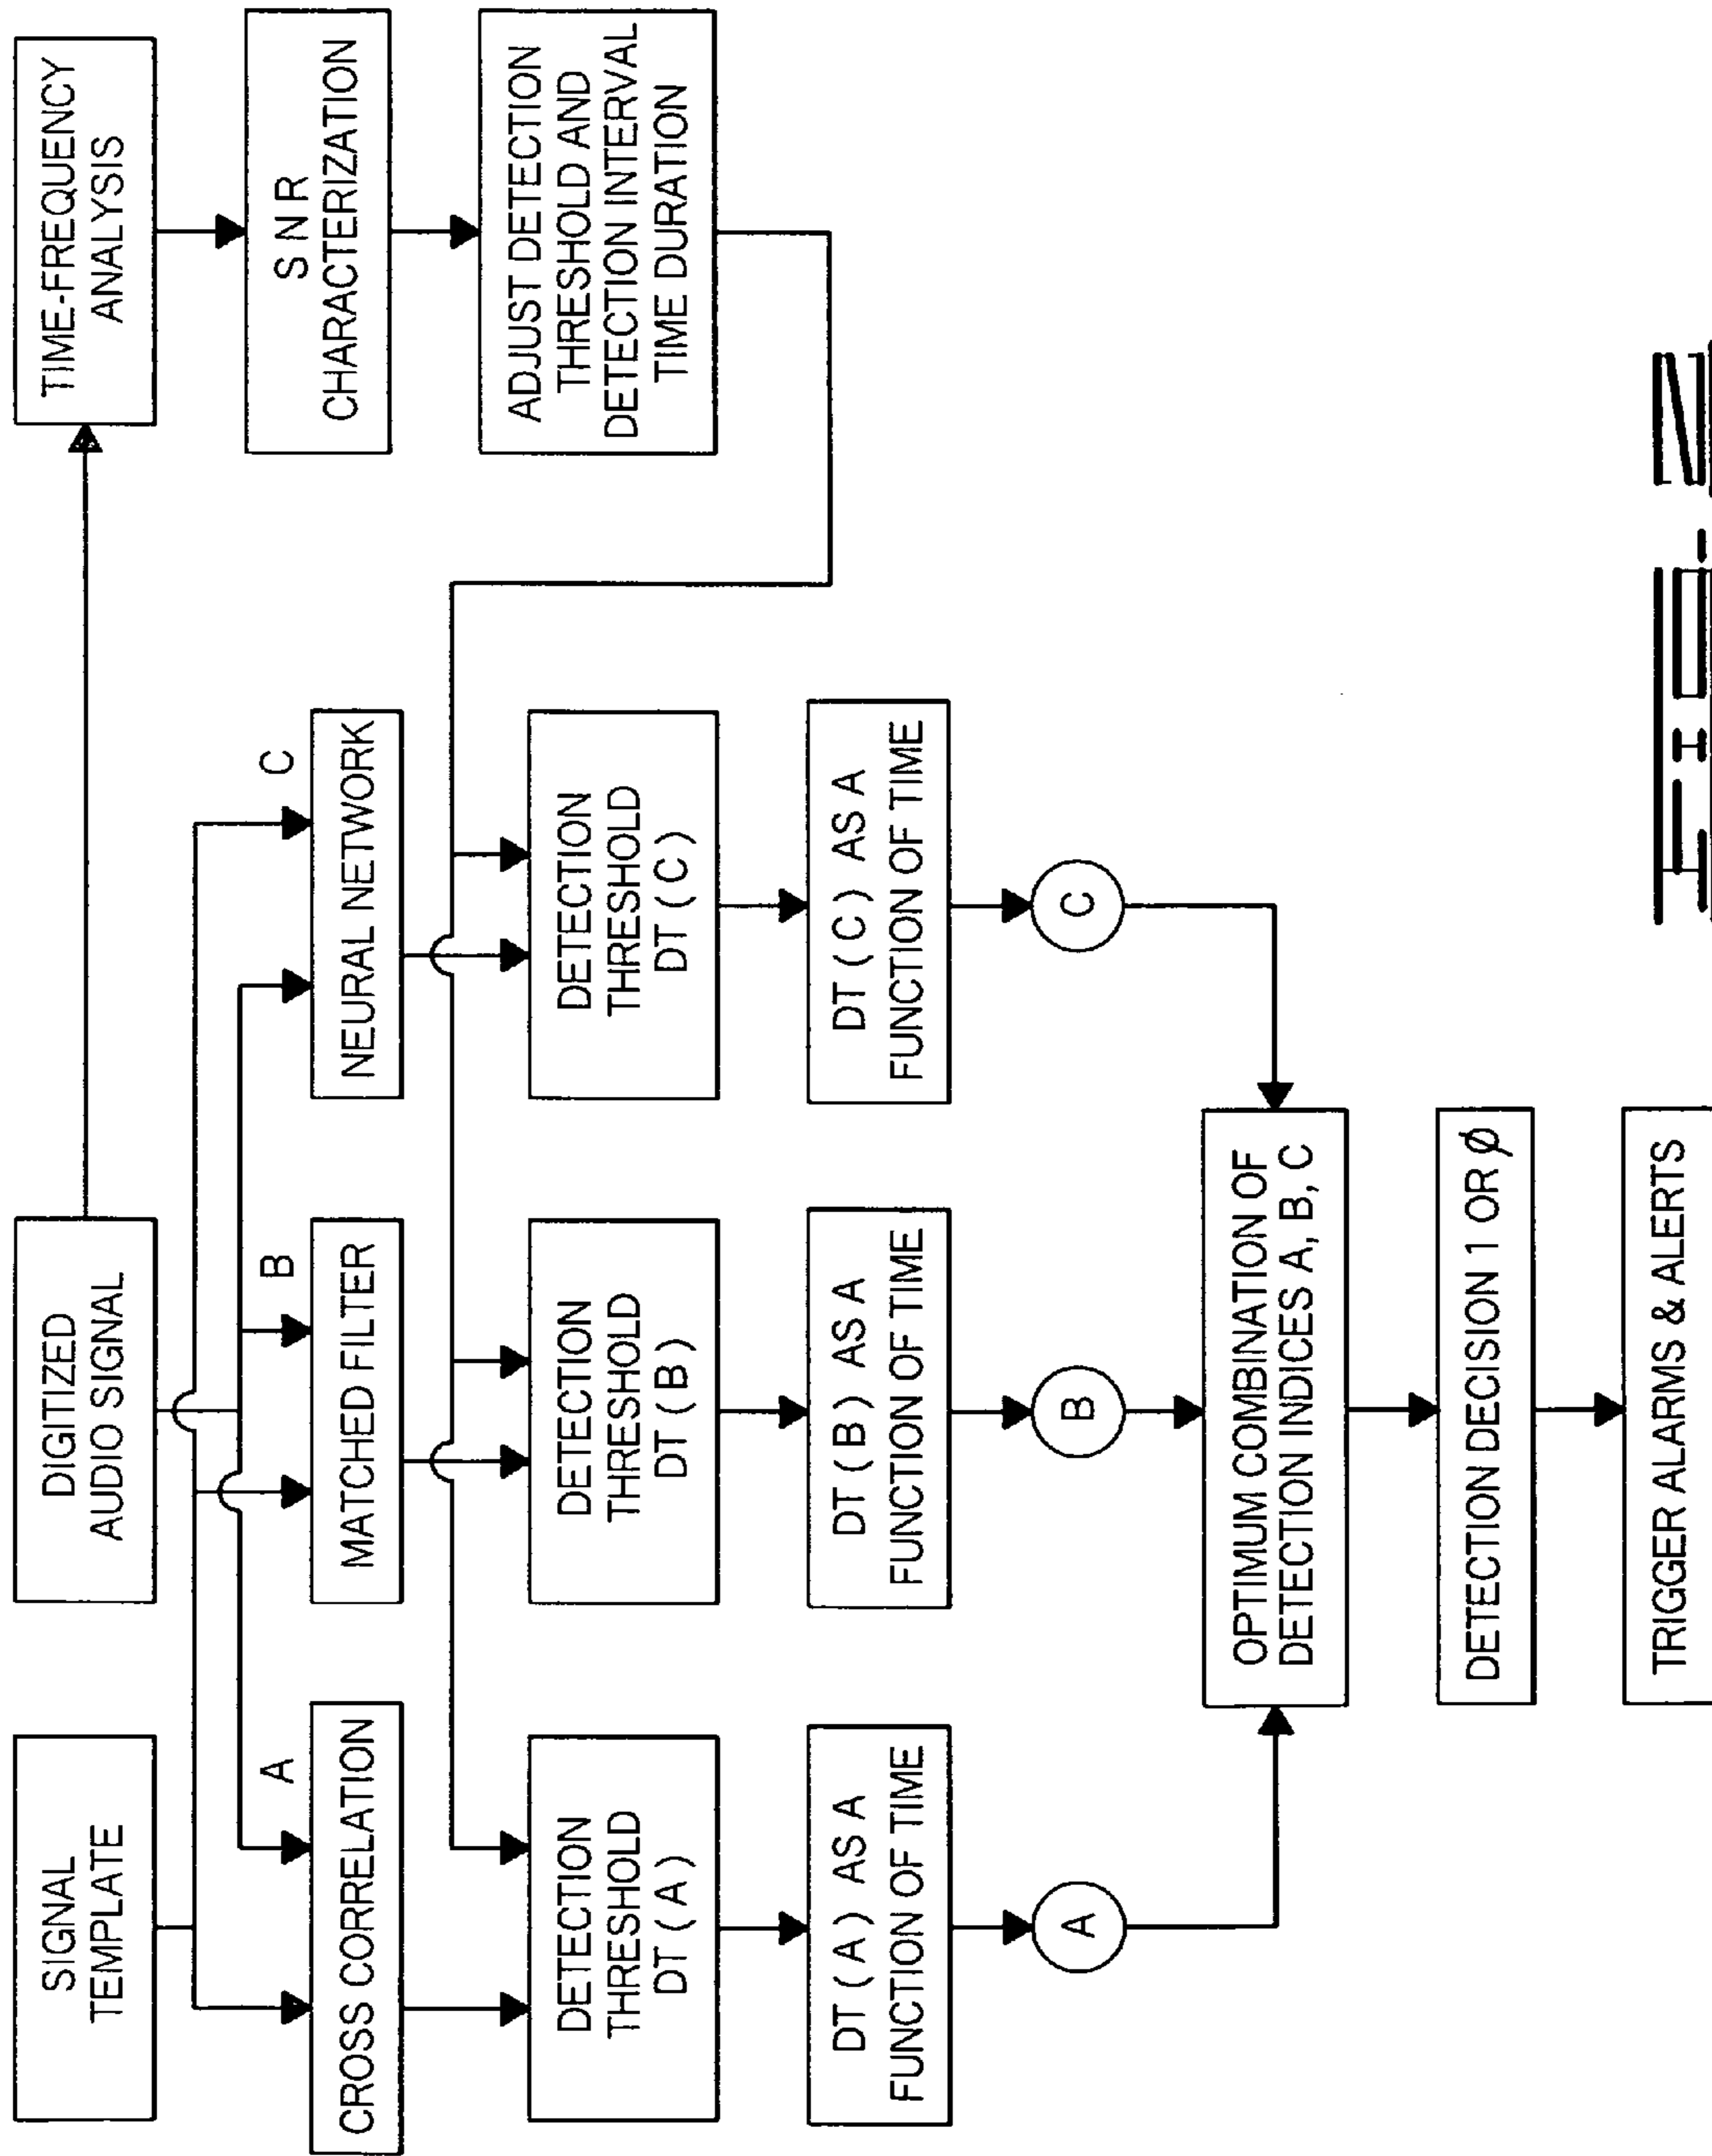 SIGNAL
TEMPLATE
DIGITIZED
AUDIO SIGNAL
TIME-FREQUENCY
ANALYSIS
A
B
C
CROSS CORRELATION
MATCHED FILTER
NEURAL NETWORK
SNR
CHARACTERIZATION
DETECTION
THRESHOLD
DT (A)
DETECTION
THRESHOLD
DT (B)
DETECTION
THRESHOLD
DT (C)
ADJUST DETECTION
THRESHOLD AND
DETECTION INTERVAL
TIME DURATION
DT (A) AS A
FUNCTION OF TIME
DT (B) AS A
FUNCTION OF TIME
DT (C) AS A
FUNCTION OF TIME
A
B
C
OPTIMUM COMBINATION OF
DETECTION INDICES A, B, C
DETECTION DECISION 1 OR Ø
TRIGGER ALARMS & ALERTS